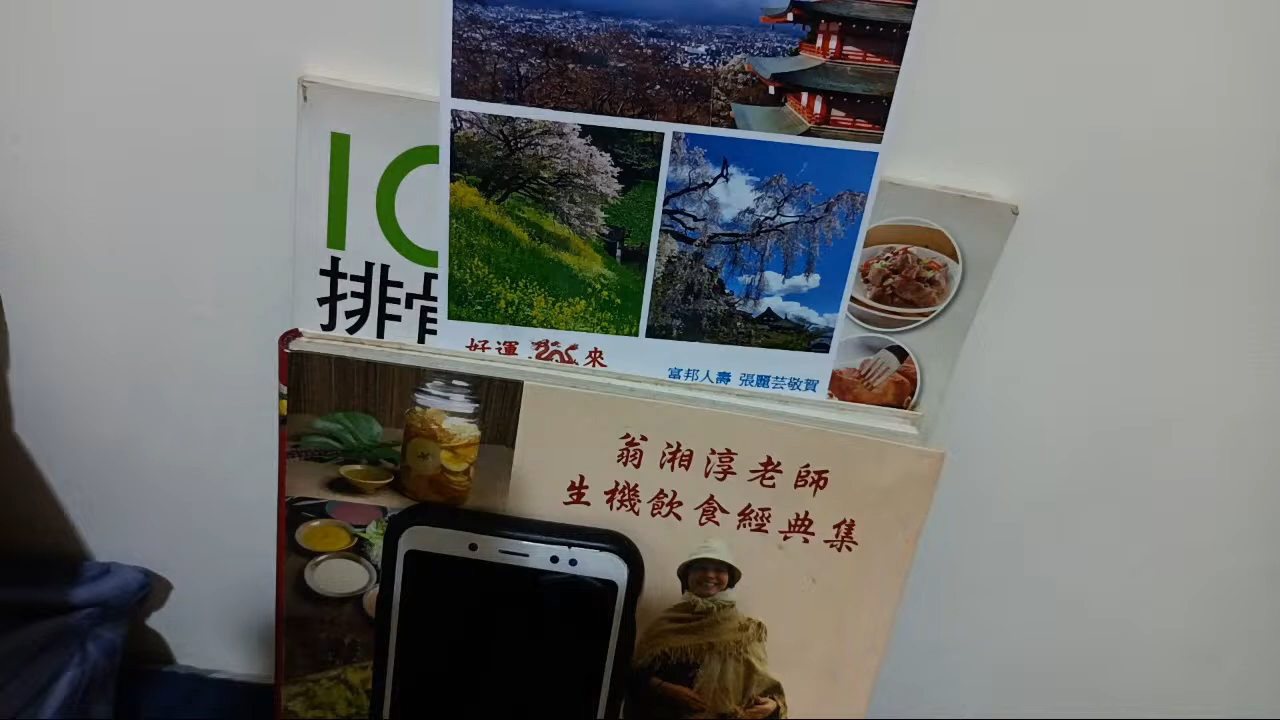 排
好運來
富邦人壽 張麗芸敬賀
翁湘淳老師
生機飲食經典集